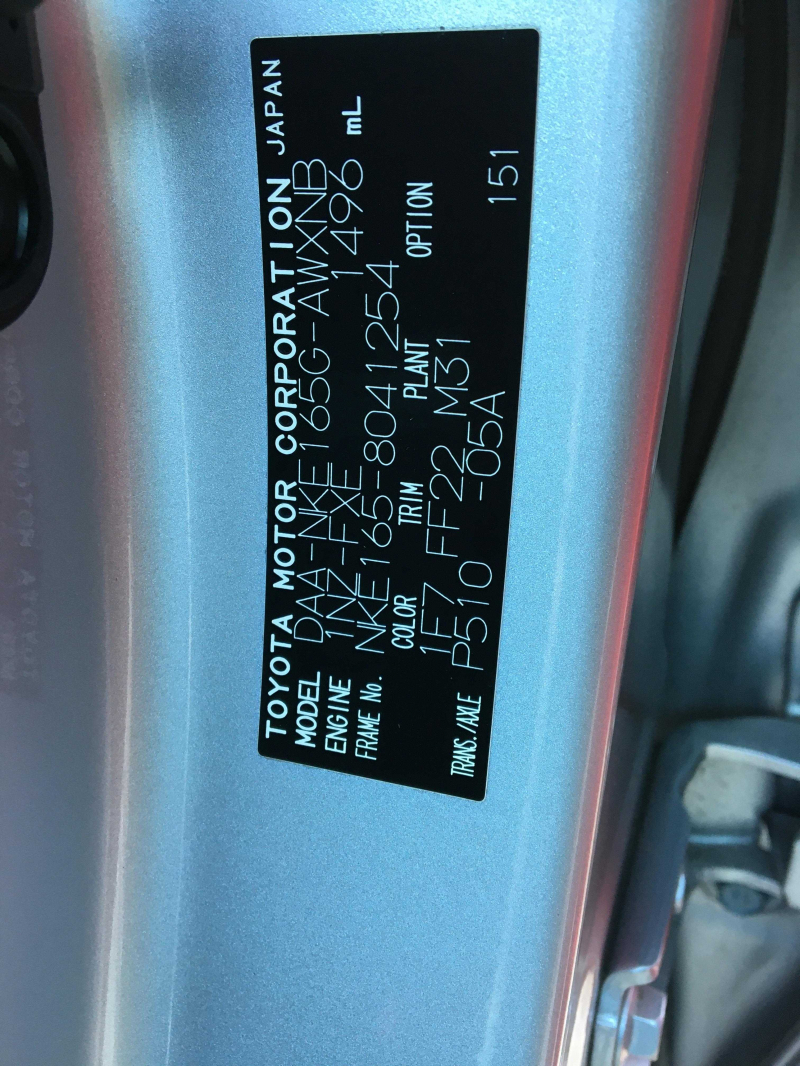 TOYOTA MOTOR CORPORATION JAPAN
MODEL DAA-NKE165G-AWXNB
ENGINE 1NZ-FXE 1496 mL
FRAME No. NKE165-8041254
COLOR TRIM PLANT OPTION
1F7 FF22 M31
TRANS./AXLE P510 -05A 151